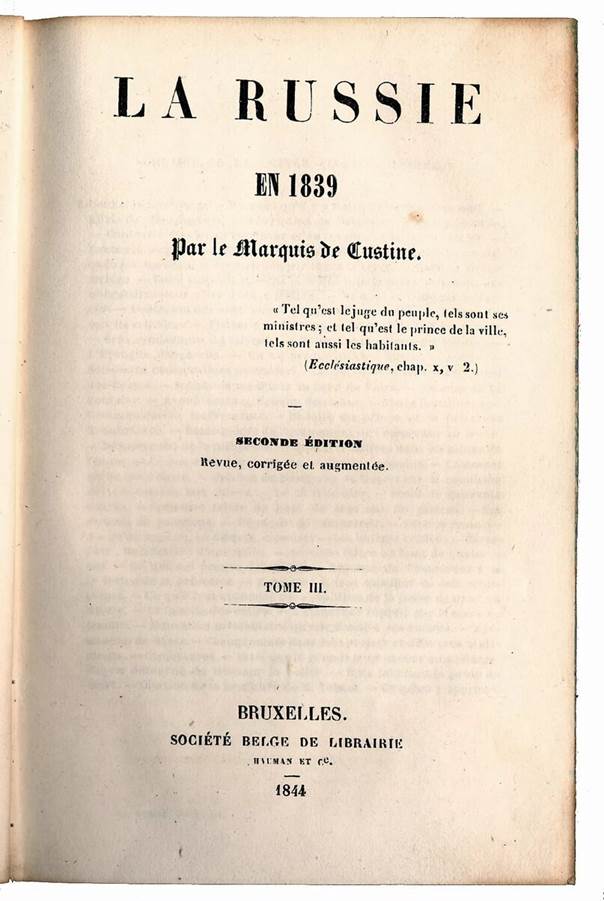 LA RUSSIE
EN 1839
Par le Marquis de Custine.
« Tel qu'est le juge du peuple, tels sont ses
ministres ; et tel qu'est le prince de la ville,
tels sont aussi les habitants. »
(Ecclésiastique, chap. x, v 2.)
SECONDE ÉDITION
Revue, corrigée et augmentée.
TOME III.
BRUXELLES.
SOCIÉTÉ BELGE DE LIBRAIRIE
HAUMAN ET Cᵉ.
1844